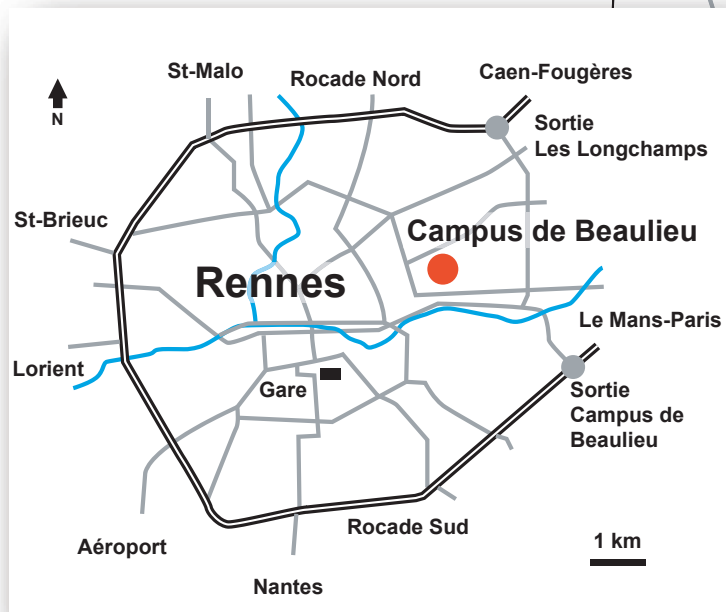 St-Malo
Rocade Nord
Caen-Fougères
N
Sortie
Les Longchamps
St-Brieuc
Campus de Beaulieu
Rennes
Le Mans-Paris
Lorient
Gare
Sortie
Campus de
Beaulieu
Rocade Sud
Aéroport
1 km
Nantes